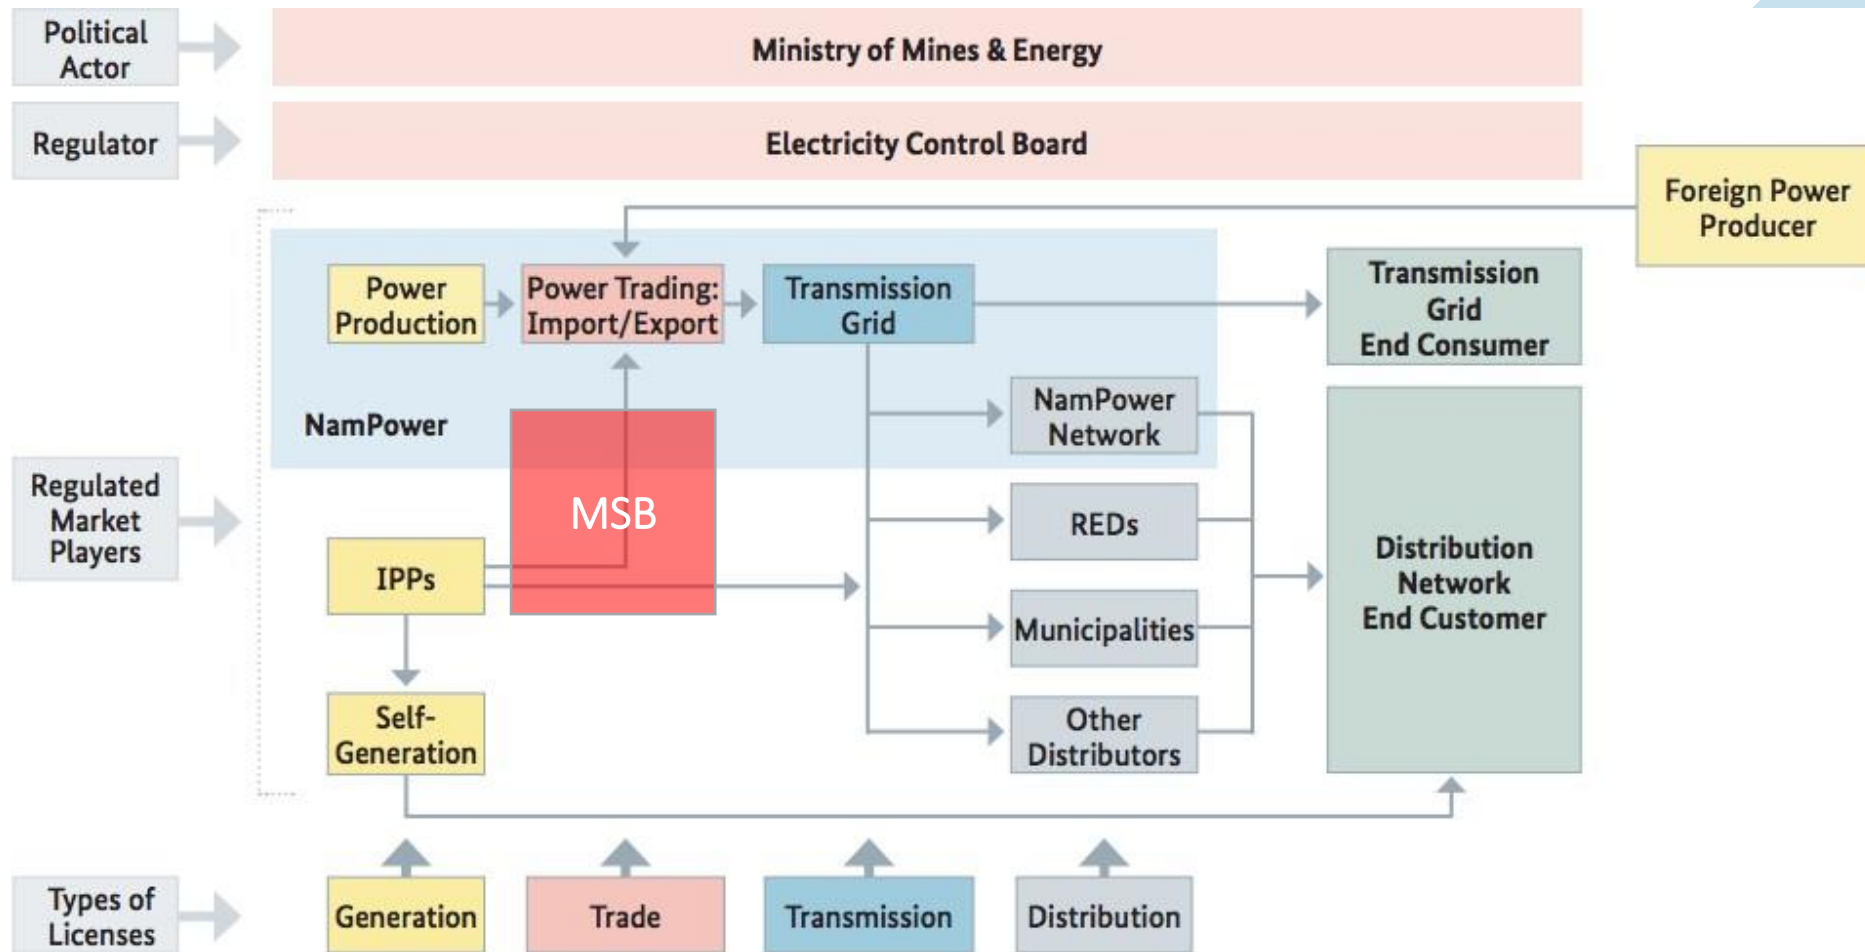 Political
Actor
Ministry of Mines & Energy
Regulator
Electricity Control Board
Foreign Power
Producer
Power
Production
Power Trading:
Import/Export
Transmission
Grid
Transmission
Grid
End Consumer
NamPower
NamPower
Network
Regulated
Market
Players
MSB
REDs
IPPs
Distribution
Network
End Customer
Municipalities
Self-
Generation
Other
Distributors
Types of
Licenses
Generation
Trade
Transmission
Distribution